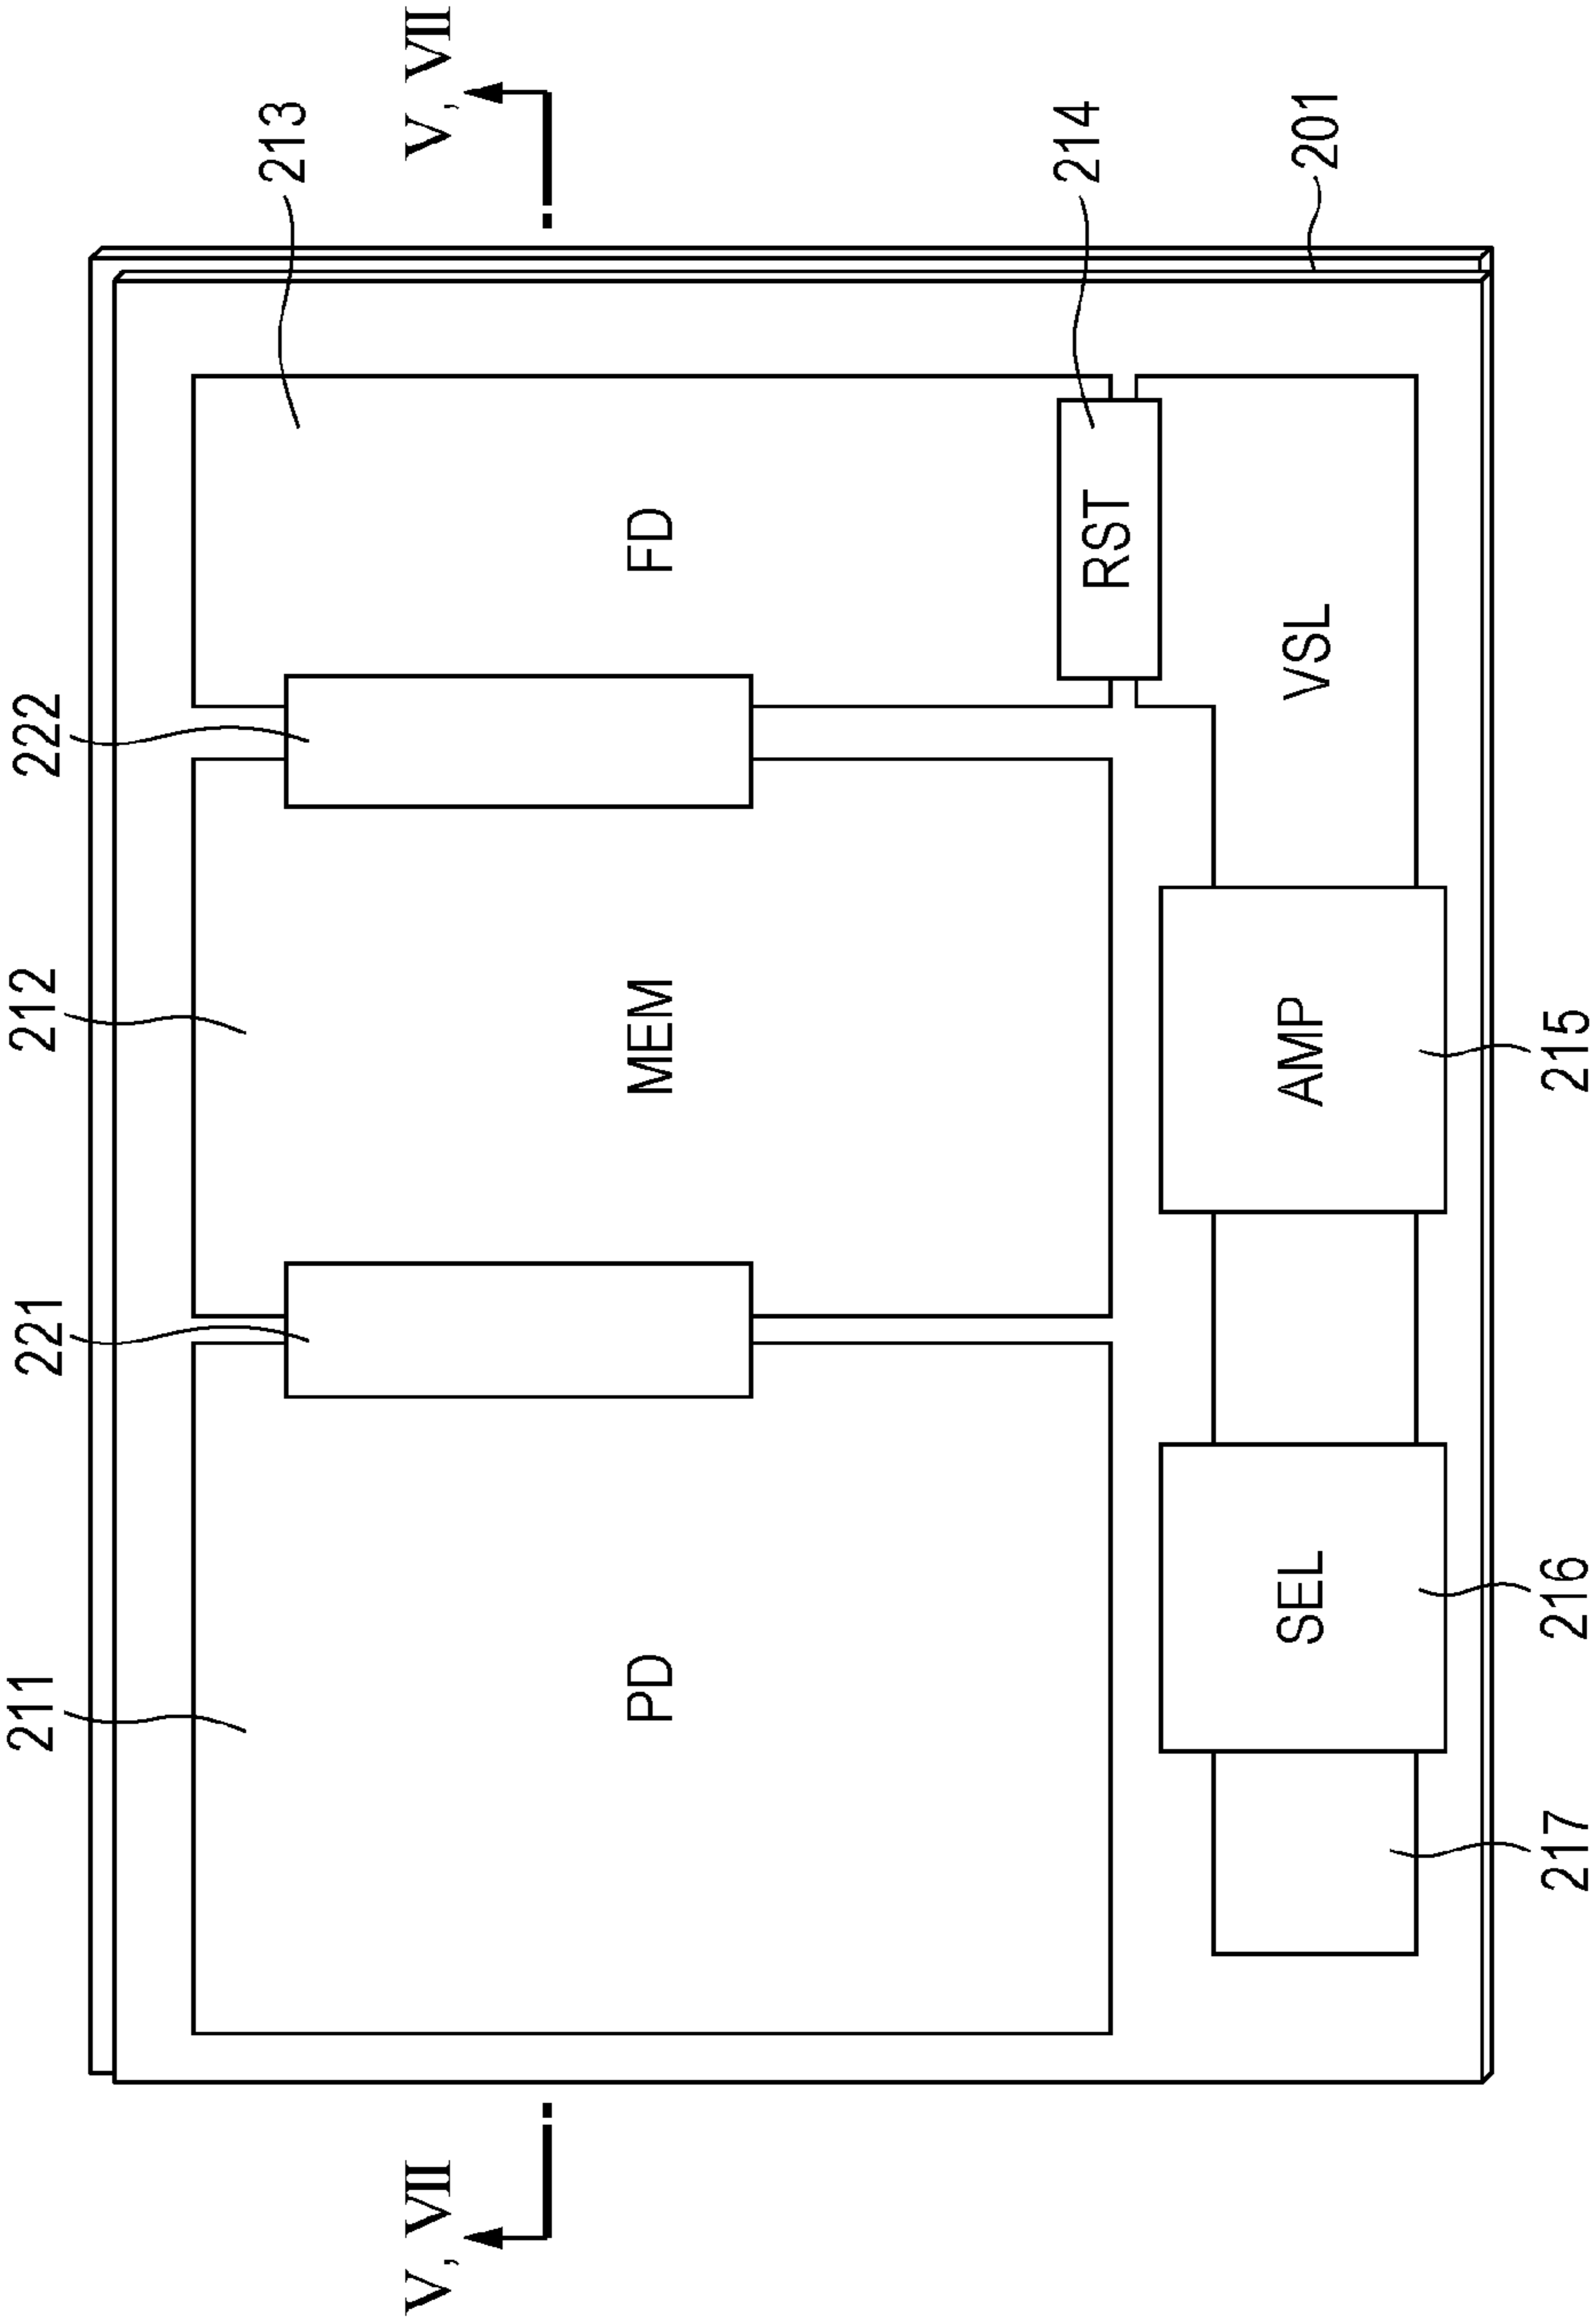 211
221
212
222
213
V, VII
V, VII
PD
MEM
FD
214
RST
SEL
AMP
VSL
201
217
216
215